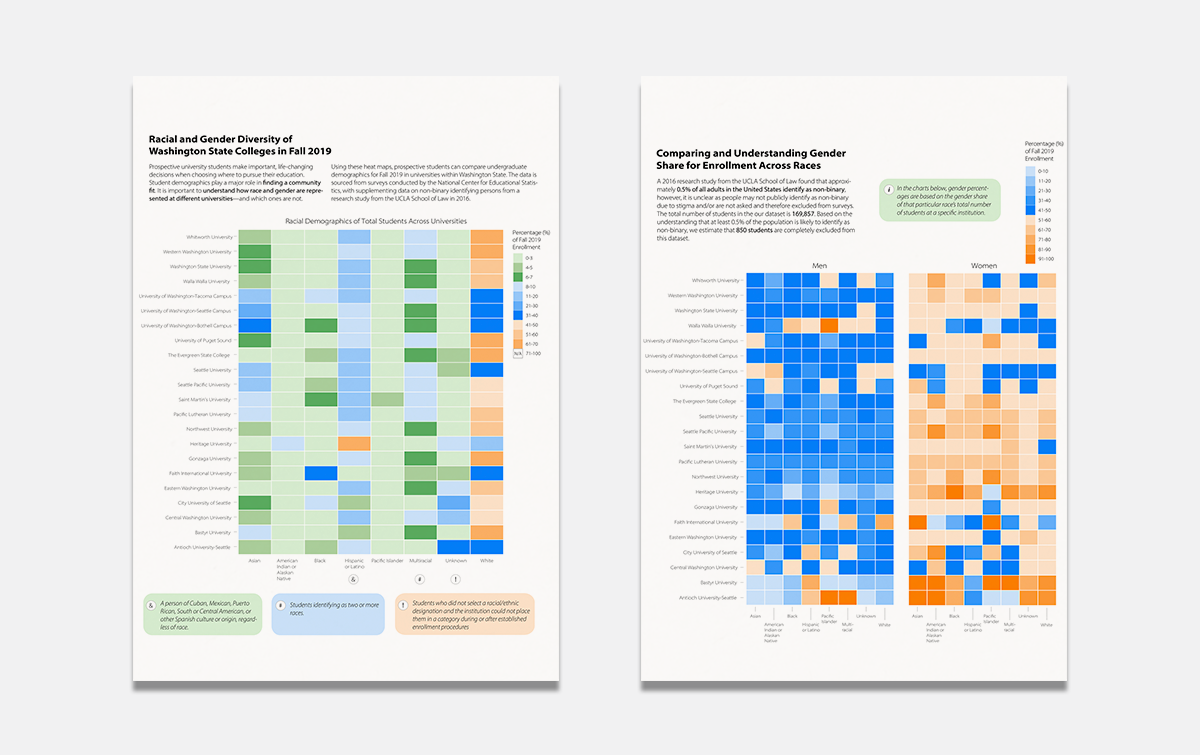 Racial and Gender Diversity of
Washington State Colleges in Fall 2019
Prospective university students make important, life-changing
decisions when choosing where to pursue their education.
Student demographics play a major role in finding a community
fit. It is important to understand how race and gender are repre-
sented at different universities—and which ones are not.
Using these heat maps, prospective students can compare undergraduate
demographics for Fall 2019 in universities within Washington State. The data is
sourced from surveys conducted by the National Center for Educational Statis-
tics, with supplementing data on non-binary identifying persons from a
research study from the UCLA School of Law in 2016.
Racial Demographics of Total Students Across Universities
Whitworth University
Western Washington University
Washington State University
Walla Walla University
University of Washington-Tacoma Campus
University of Washington-Seattle Campus
University of Washington-Bothell Campus
University of Puget Sound
The Evergreen State College
Seattle University
Seattle Pacific University
Saint Martin's University
Pacific Lutheran University
Northwest University
Heritage University
Gonzaga University
Faith International University
Eastern Washington University
City University of Seattle
Central Washington University
Bastyr University
Antioch University-Seattle
Asian
American
Indian or
Alaskan
Native
Black
Hispanic
or Latino
Pacific Islander
Multiracial
Unknown
White
&
#
!
Percentage (%)
of Fall 2019
Enrollment
0-3
4-5
6-7
8-10
11-20
21-30
31-40
41-50
51-60
61-70
N/A 71-100
& A person of Cuban, Mexican, Puerto
Rican, South or Central American, or
other Spanish culture or origin, regard-
less of race.
# Students identifying as two or more
races.
! Students who did not select a racial/ethnic
designation and the institution could not place
them in a category during or after established
enrollment procedures
Comparing and Understanding Gender
Share for Enrollment Across Races
A 2016 research study from the UCLA School of Law found that approxi-
mately 0.5% of all adults in the United States identify as non-binary,
however, it is unclear as people may not publicly identify as non-binary
due to stigma and/or are not asked and therefore excluded from surveys.
The total number of students in our dataset is 169,857. Based on the
understanding that at least 0.5% of the population is likely to identify as
non-binary, we estimate that 850 students are completely excluded from
this dataset.
i In the charts below, gender percent-
ages are based on the gender share
of that particular race's total number
of students at a specific institution.
Percentage (%)
of Fall 2019
Enrollment
0-10
11-20
21-30
31-40
41-50
51-60
61-70
71-80
81-90
91-100
Men
Women
Whitworth University
Western Washington University
Washington State University
Walla Walla University
University of Washington-Tacoma Campus
University of Washington-Bothell Campus
University of Washington-Seattle Campus
University of Puget Sound
The Evergreen State College
Seattle University
Seattle Pacific University
Saint Martin's University
Pacific Lutheran University
Northwest University
Heritage University
Gonzaga University
Faith International University
Eastern Washington University
City University of Seattle
Central Washington University
Bastyr University
Antioch University-Seattle
Asian
American
Indian or
Alaskan
Native
Black
Hispanic
or Latino
Pacific
Islander
Multi-
racial
Unknown
White
Asian
American
Indian or
Alaskan
Native
Black
Hispanic
or Latino
Pacific
Islander
Multi-
racial
Unknown
White